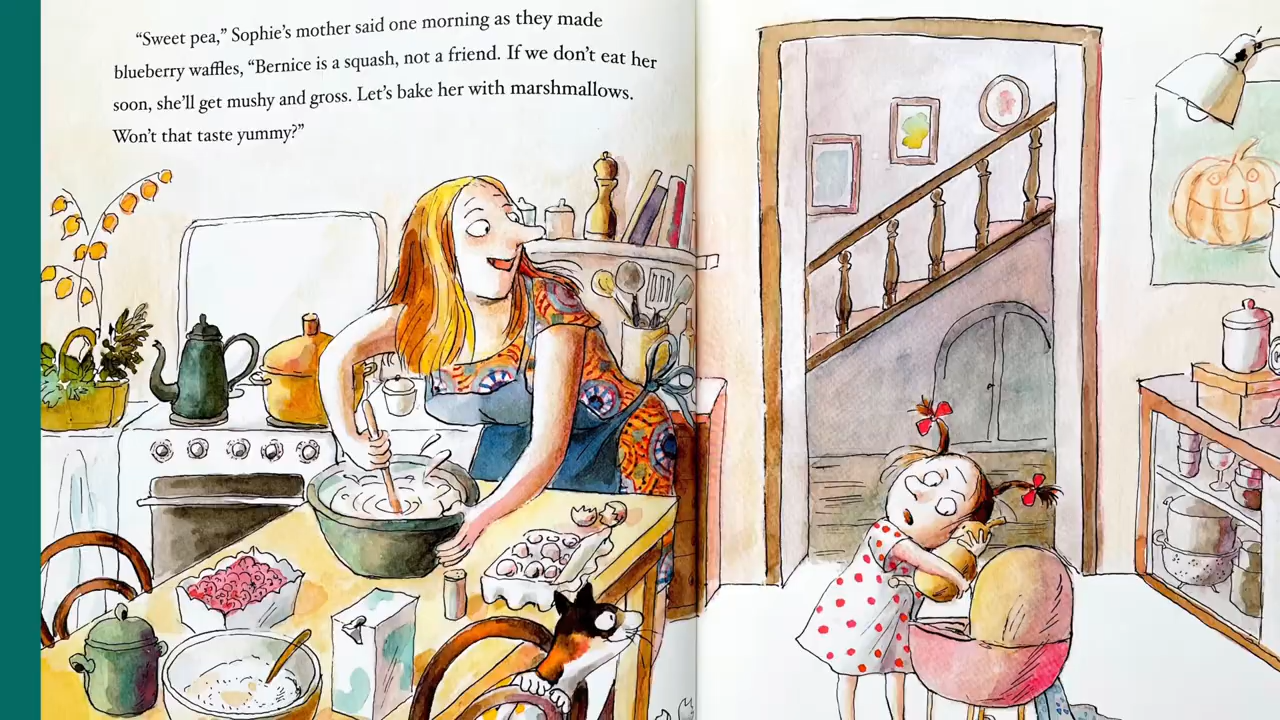 “Sweet pea,” Sophie’s mother said one morning as they made
blueberry waffles, “Bernice is a squash, not a friend. If we don’t eat her
soon, she’ll get mushy and gross. Let’s bake her with marshmallows.
Won’t that taste yummy?”